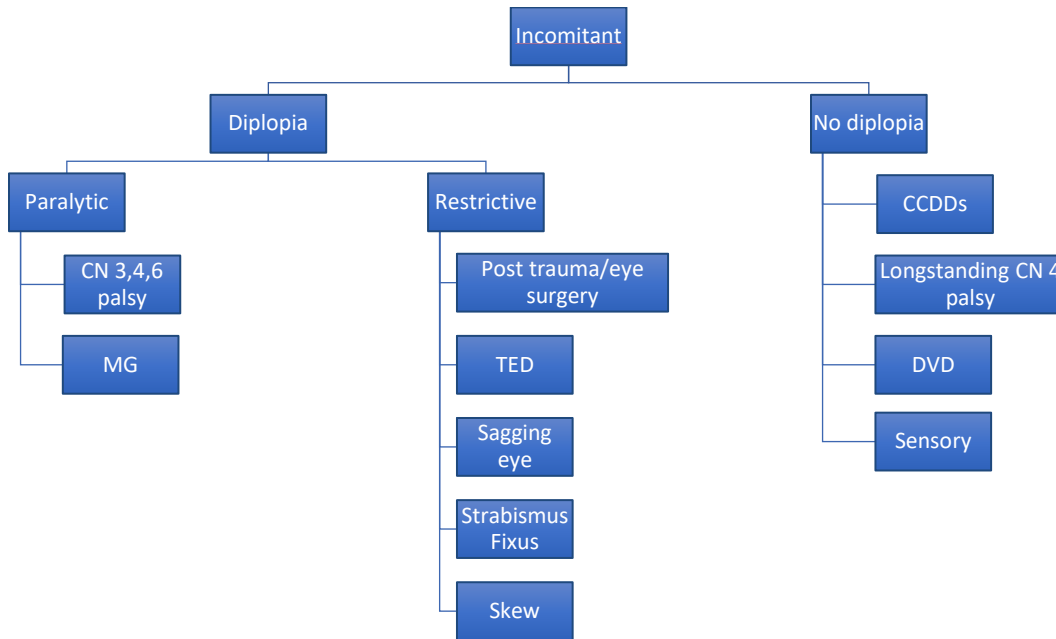 Incomitant
Diplopia
No diplopia
Paralytic
Restrictive
CCDDs
CN 3,4,6
palsy
Post trauma/eye
surgery
Longstanding CN 4
palsy
MG
TED
DVD
Sagging
eye
Sensory
Strabismus
Fixus
Skew